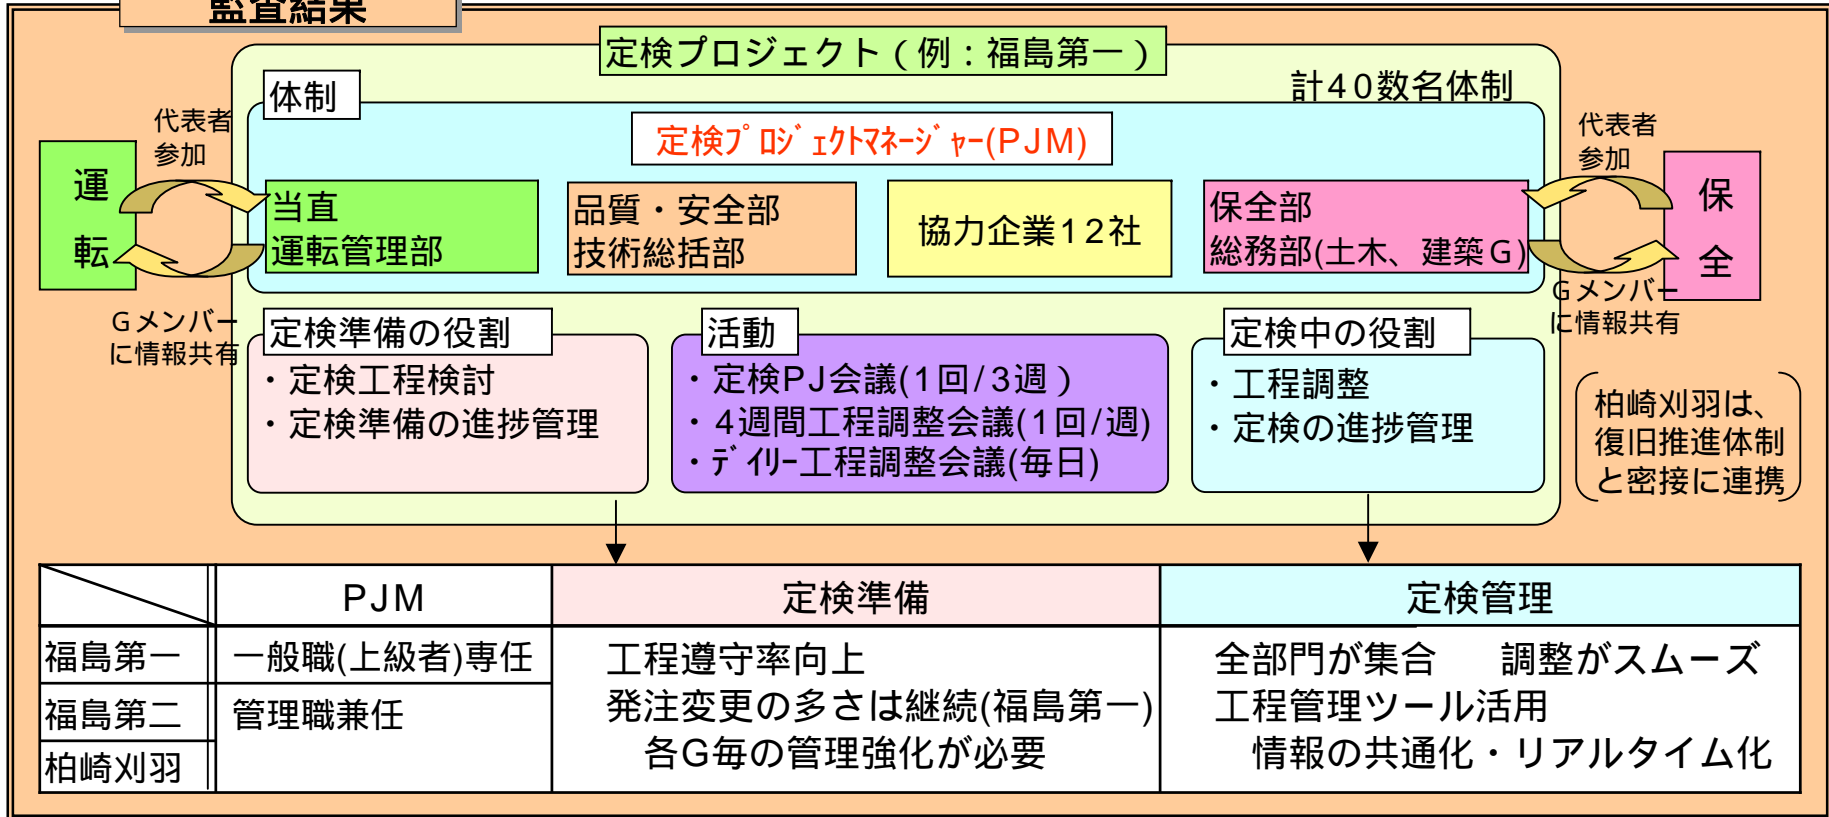 監査結果
定検プロジェクト(例:福島第一)
計40数名体制
体制
定検プロジェクトマネージャー(PJM)
代表者
参加
運
転
Gメンバー
に情報共有
当直
運転管理部
品質・安全部
技術総括部
協力企業12社
保全部
総務部(土木、建築G)
代表者
参加
保
全
Gメンバー
に情報共有
定検準備の役割
・定検工程検討
・定検準備の進捗管理
活動
・定検PJ会議(1回/3週)
・4週間工程調整会議(1回/週)
・デイリー工程調整会議(毎日)
定検中の役割
・工程調整
・定検の進捗管理
柏崎刈羽は、
復旧推進体制
と密接に連携
PJM 定検準備 定検管理
福島第一 一般職(上級者)専任
福島第二 管理職兼任
柏崎刈羽
工程遵守率向上
発注変更の多さは継続(福島第一)
各G毎の管理強化が必要
全部門が集合 調整がスムーズ
工程管理ツール活用
情報の共通化・リアルタイム化